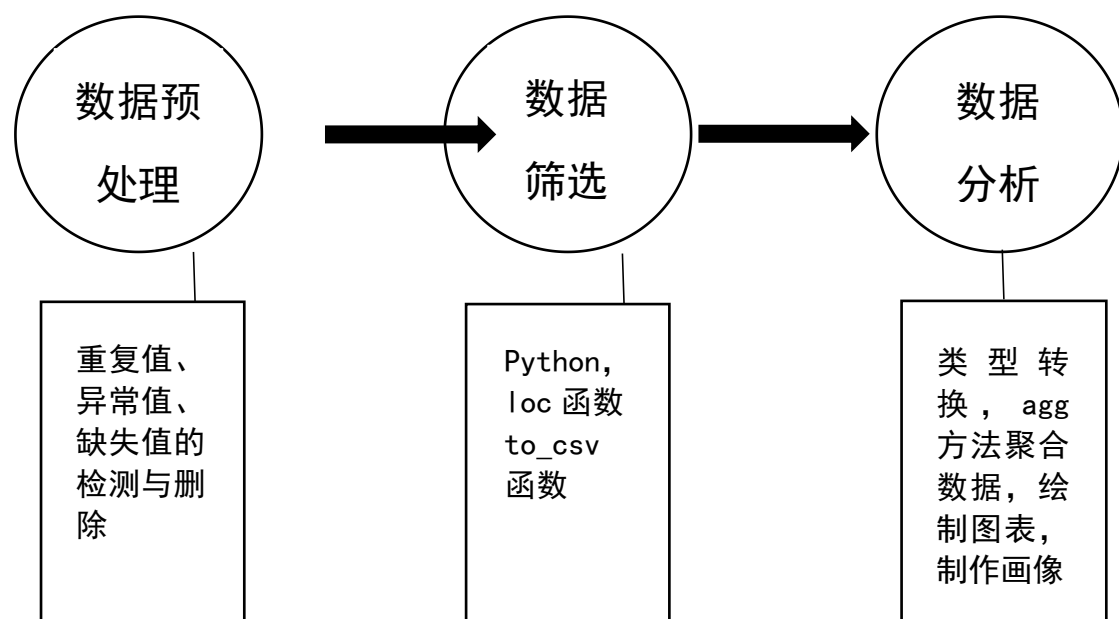 数据预
处理
数据
筛选
数据
分析
重复值、
异常值、
缺失值的
检测与删
除
Python，
loc 函数
to_csv
函数
类型转
换，agg
方法聚合
数据，绘
制图表，
制作画像